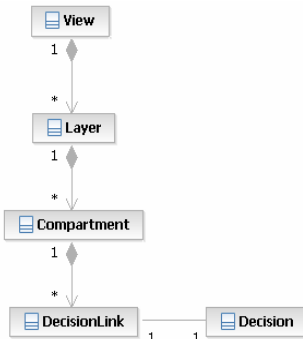 View
1
*
Layer
1
*
Compartment
1
*
DecisionLink
Decision
1
1